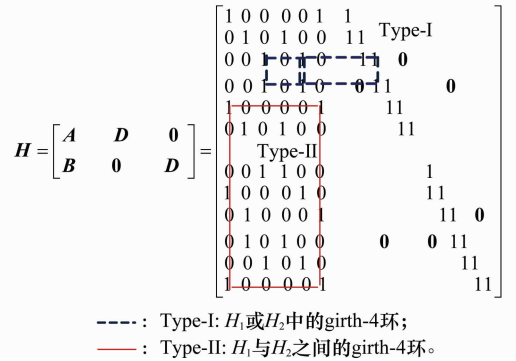 1 0 0 0 0 1 1
0 1 0 1 0 0 11 Type-I
0 0 1 0 1 0 11 0
0 0 1 0 1 0 0 11 0
1 0 0 0 0 1 11
0 1 0 1 0 0 11
H = [A D 0 B 0 D] =
Type-II
0 0 1 1 0 0 1
1 0 0 0 1 0 11
0 1 0 0 0 1 11 0
0 1 0 1 0 0 0 0 11
0 0 1 0 1 0 11
1 0 0 0 0 1 11
: Type-I: H₁或H₂中的girth-4环;
: Type-II: H₁与H₂之间的girth-4环。